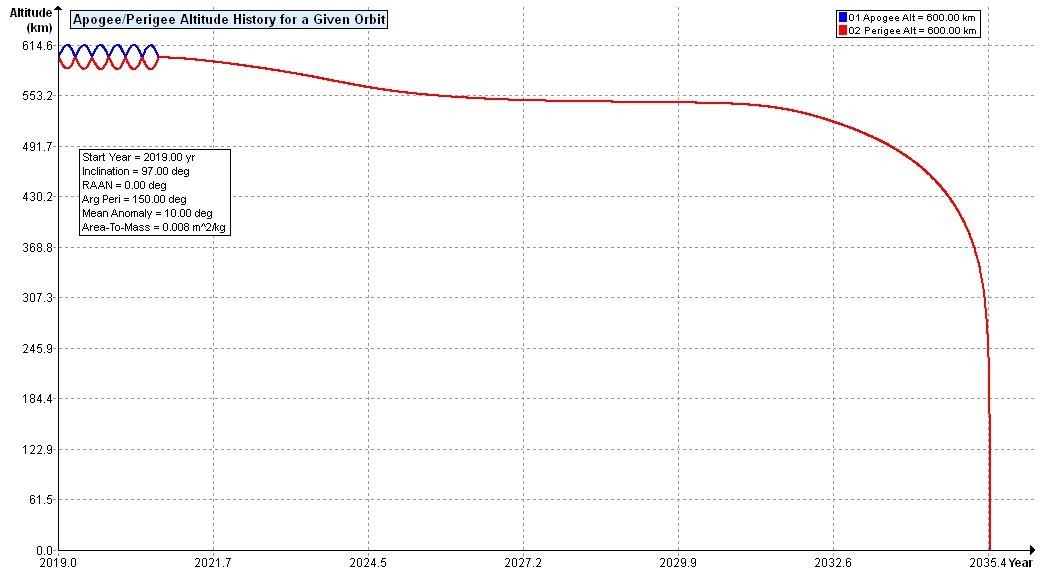 Altitude
(km)
Apogee/Perigee Altitude History for a Given Orbit
01 Apogee Alt = 600.00 km
02 Perigee Alt = 600.00 km
614.6
553.2
491.7
430.2
368.8
307.3
245.9
184.4
122.9
61.5
0.0
Start Year = 2019.00 yr
Inclination = 97.00 deg
RAAN = 0.00 deg
Arg Peri = 150.00 deg
Mean Anomaly = 10.00 deg
Area-To-Mass = 0.008 m^2/kg
2019.0 2021.7 2024.5 2027.2 2029.9 2032.6 2035.4 Year